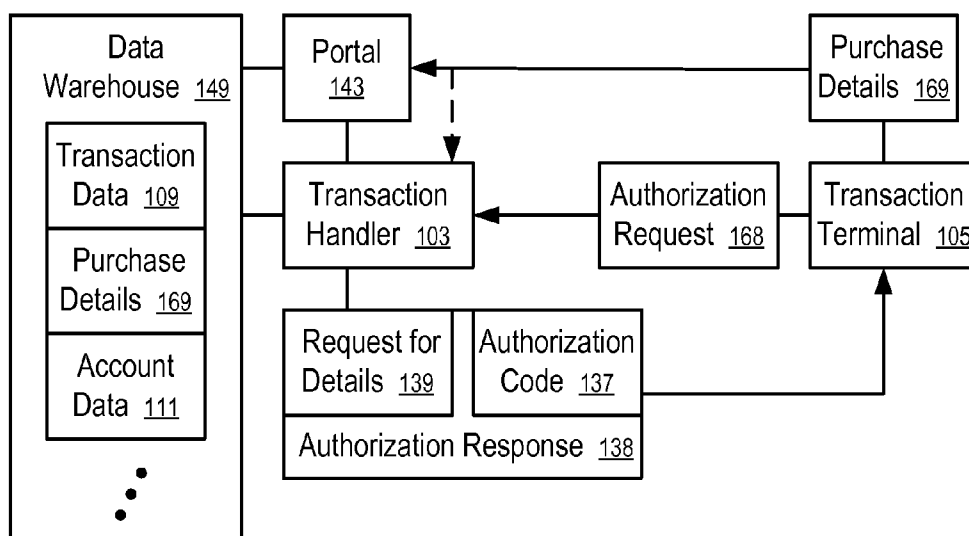 Data
Warehouse 149
Transaction
Data 109
Purchase
Details 169
Account
Data 111
Portal
143
Transaction
Handler 103
Request for
Details 139
Authorization
Code 137
Authorization Response 138
Authorization
Request 168
Purchase
Details 169
Transaction
Terminal 105